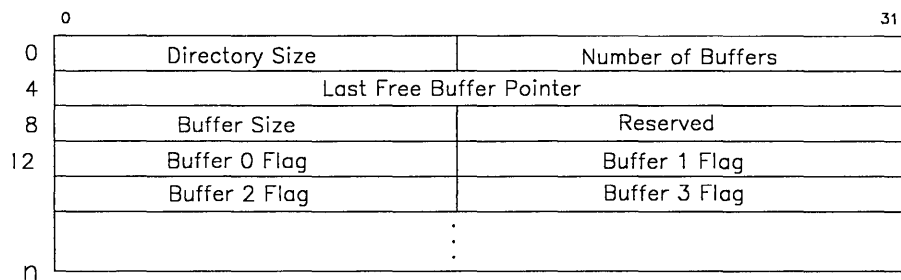 0 31
0 Directory Size Number of Buffers
4 Last Free Buffer Pointer
8 Buffer Size Reserved
12 Buffer 0 Flag Buffer 1 Flag
Buffer 2 Flag Buffer 3 Flag
n